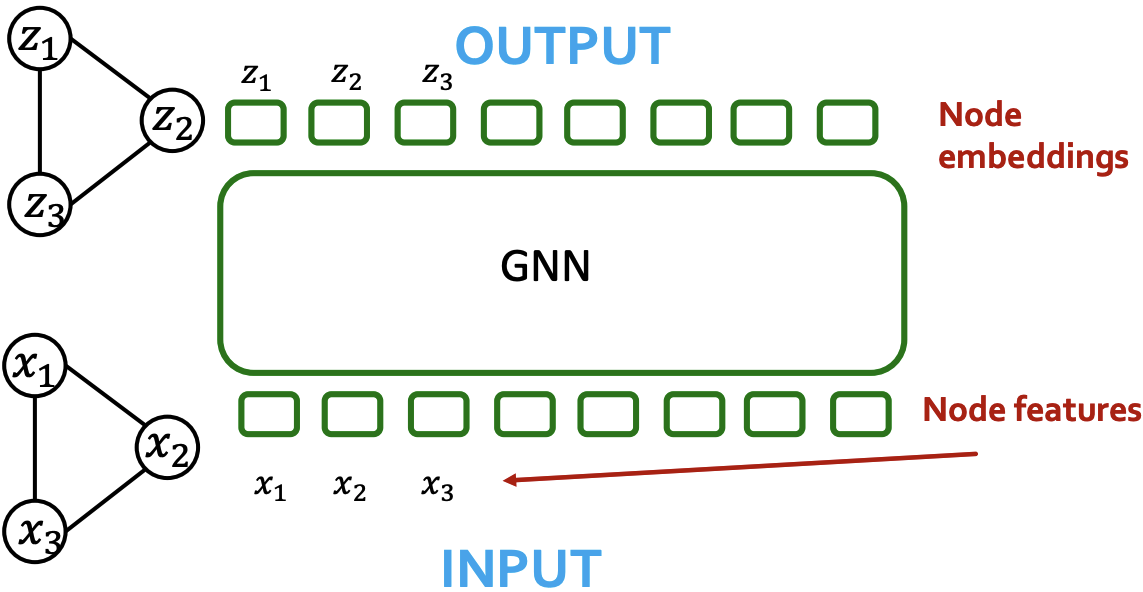 OUTPUT
z₁
z₁ z₂ z₃
z₂
Node
embeddings
z₃
GNN
x₁
x₂
Node features
x₃
x₁ x₂ x₃
INPUT